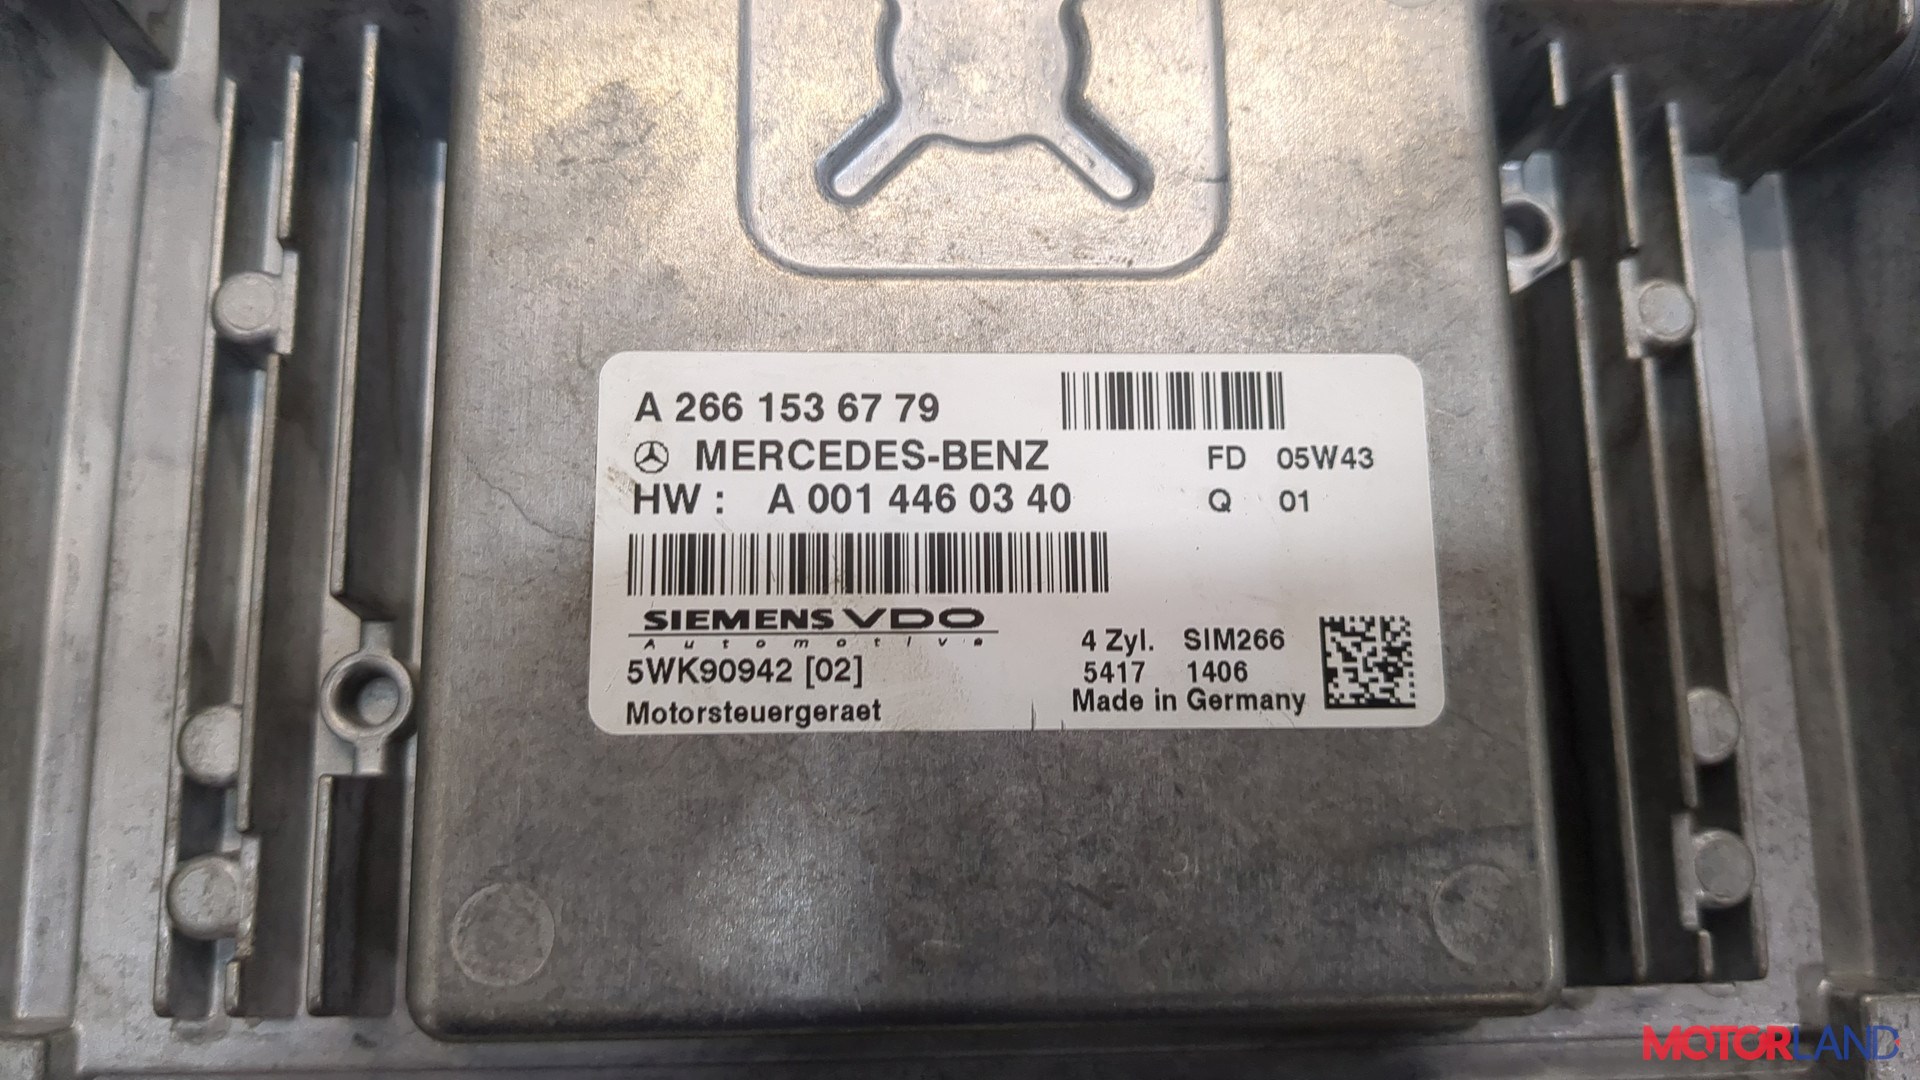 A 266 153 67 79
MERCEDES-BENZ FD 05W43
HW : A 001 446 03 40 Q 01
SIEMENS VDO
Automotive
4 Zyl. SIM266
5WK90942 [02] 5417 1406
Motorsteuergeraet Made in Germany
MOTORLAND